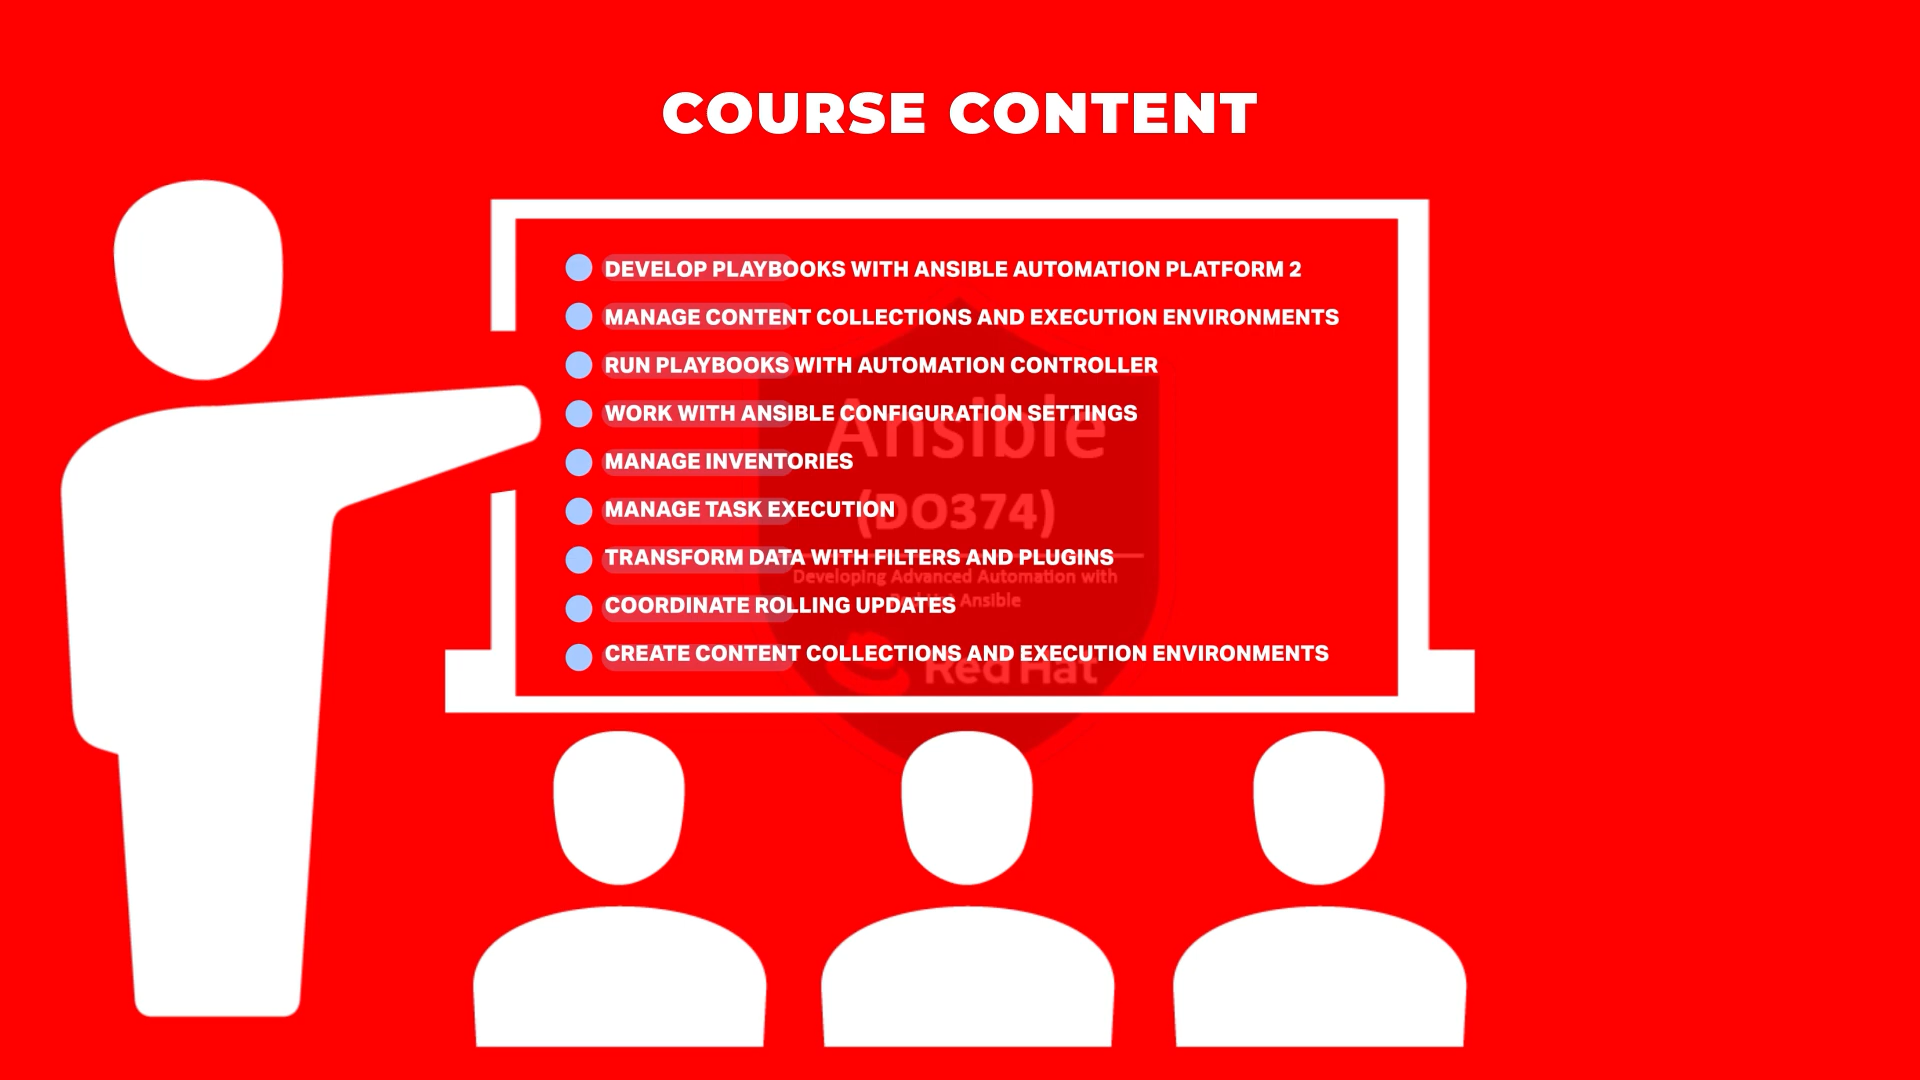 COURSE CONTENT
DEVELOP PLAYBOOKS WITH ANSIBLE AUTOMATION PLATFORM 2
MANAGE CONTENT COLLECTIONS AND EXECUTION ENVIRONMENTS
RUN PLAYBOOKS WITH AUTOMATION CONTROLLER
WORK WITH ANSIBLE CONFIGURATION SETTINGS
Ansible
MANAGE INVENTORIES
MANAGE TASK EXECUTION
(DO374)
TRANSFORM DATA WITH FILTERS AND PLUGINS
Developing Advanced Automation with
Red Hat Ansible
COORDINATE ROLLING UPDATES
CREATE CONTENT COLLECTIONS AND EXECUTION ENVIRONMENTS
Red Hat